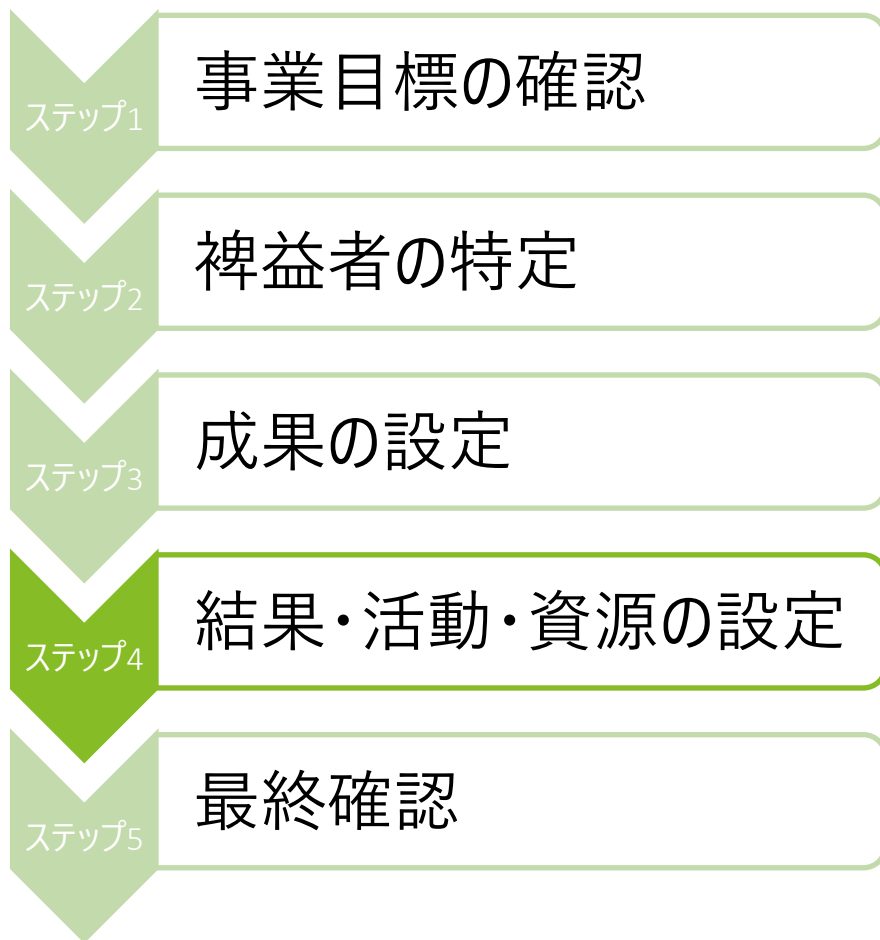 ステップ1
事業目標の確認
ステップ2
裨益者の特定
ステップ3
成果の設定
ステップ4
結果・活動・資源の設定
ステップ5
最終確認